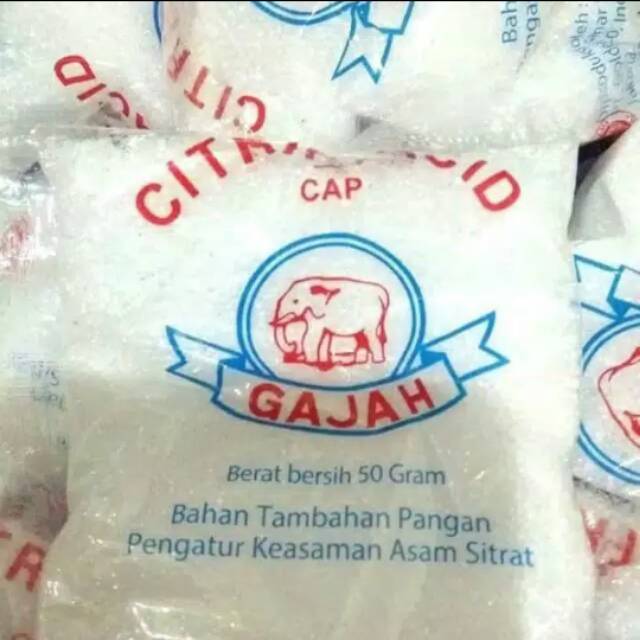 CITRIC ACID
CAP
GAJAH
Berat bersih 50 Gram
Bahan Tambahan Pangan
Pengatur Keasaman Asam Sitrat